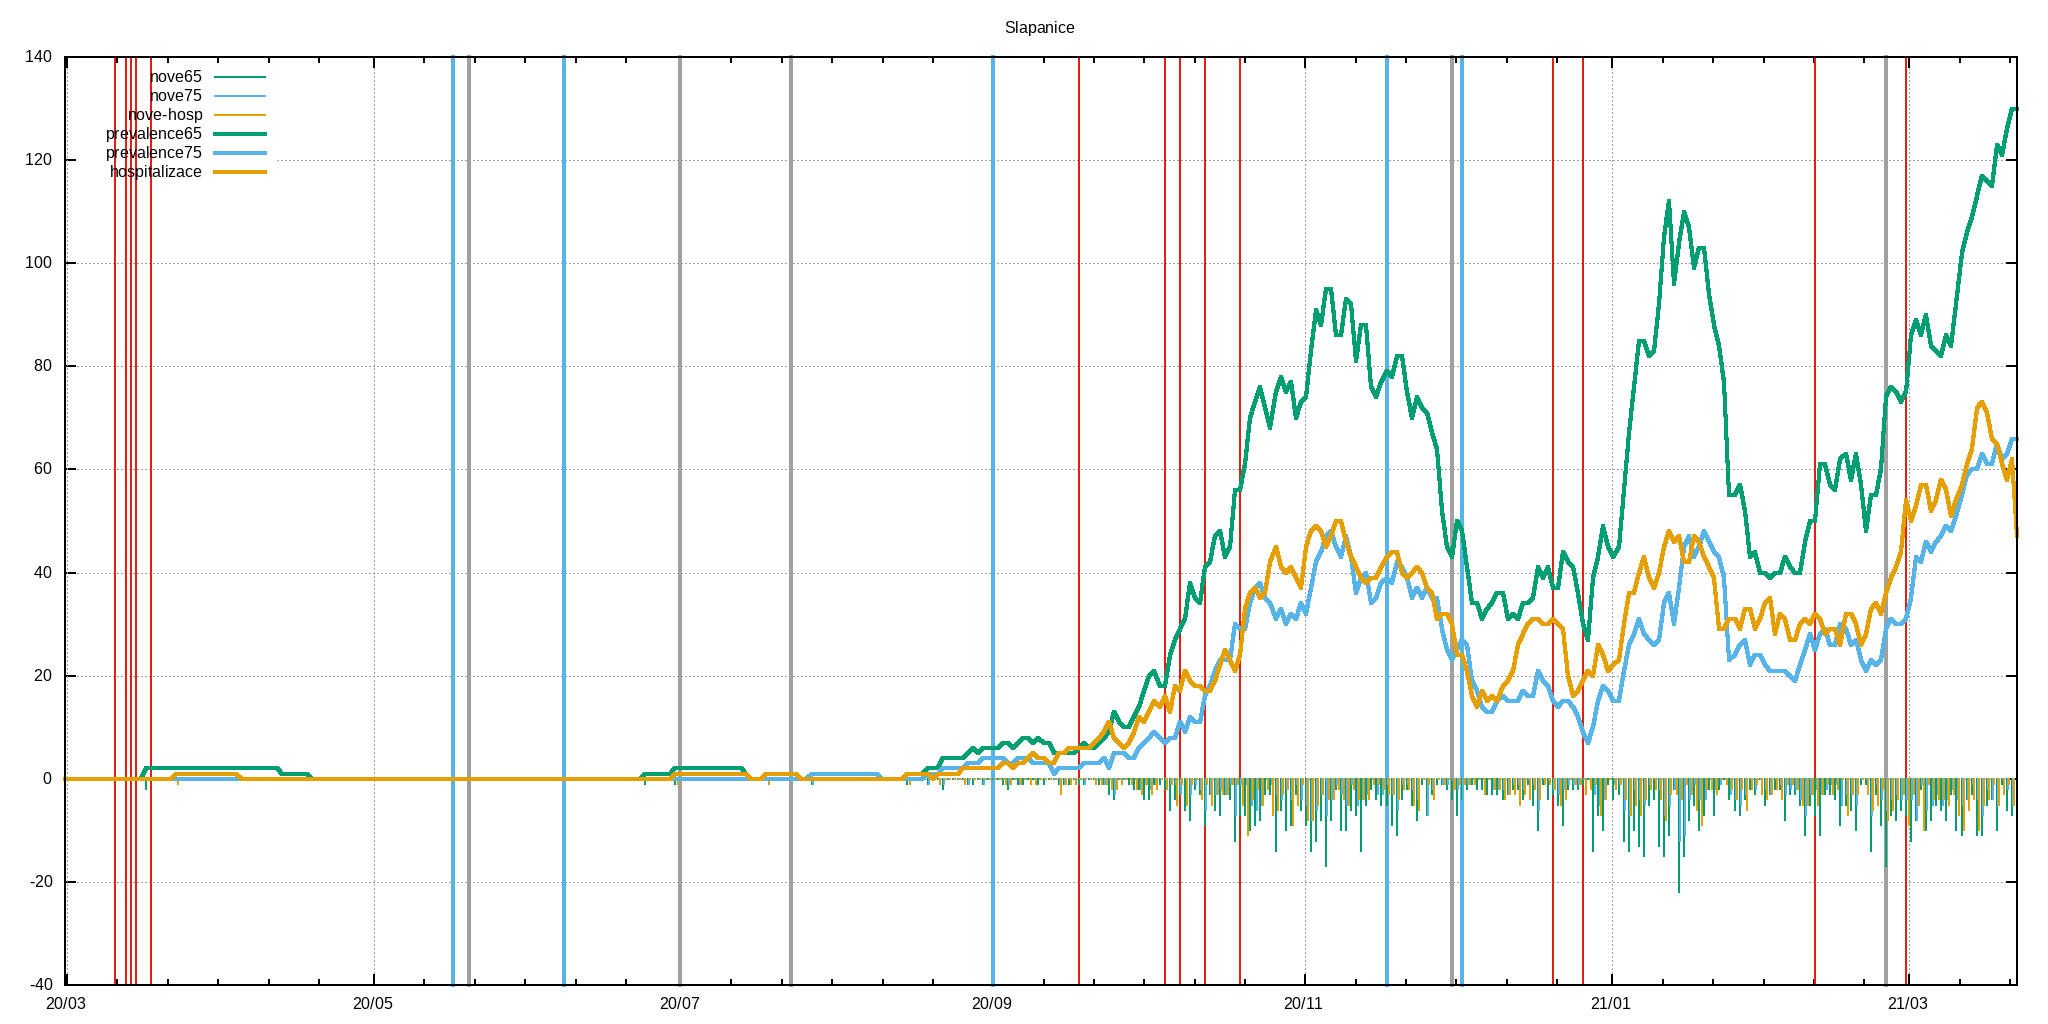 Slapanice
140
nove65
nove75
nove-hosp
prevalence65
prevalence75
hospitalizace
120
100
80
60
40
20
0
-20
-40
20/03 20/05 20/07 20/09 20/11 21/01 21/03